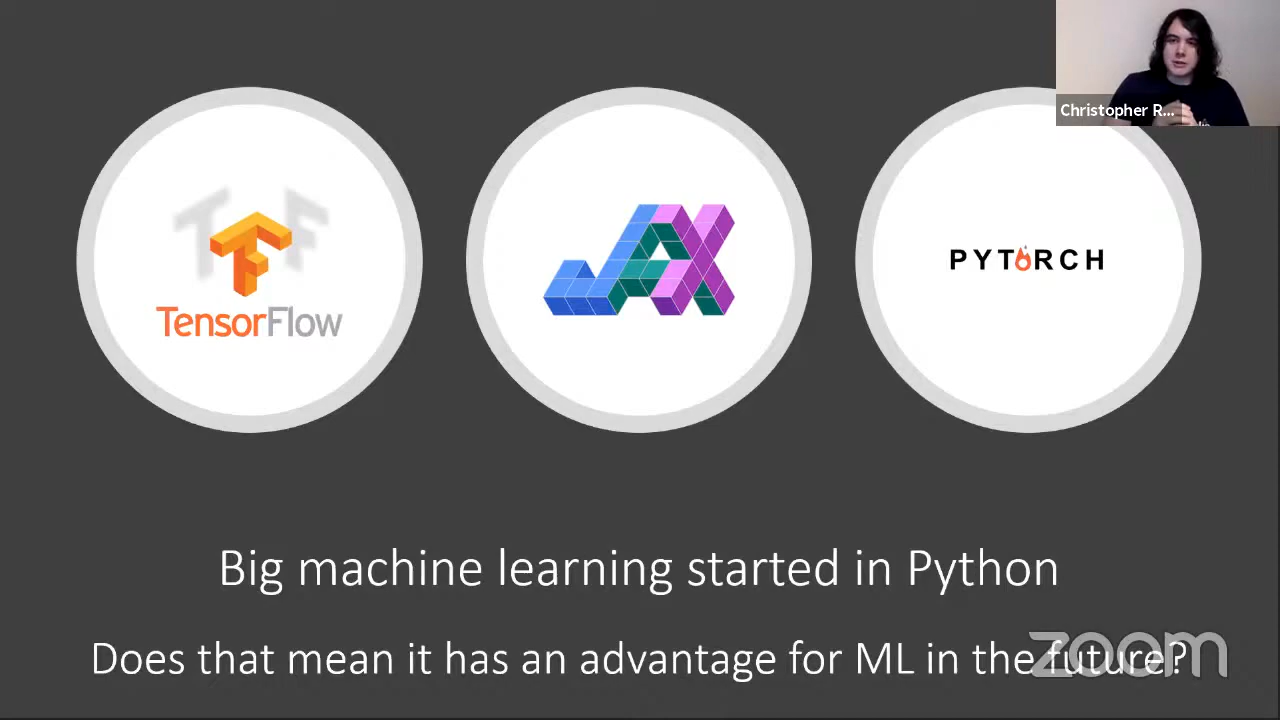 Christopher R...
TensorFlow
JAX
PYTORCH
Big machine learning started in Python
Does that mean it has an advantage for ML in the future?
zoom